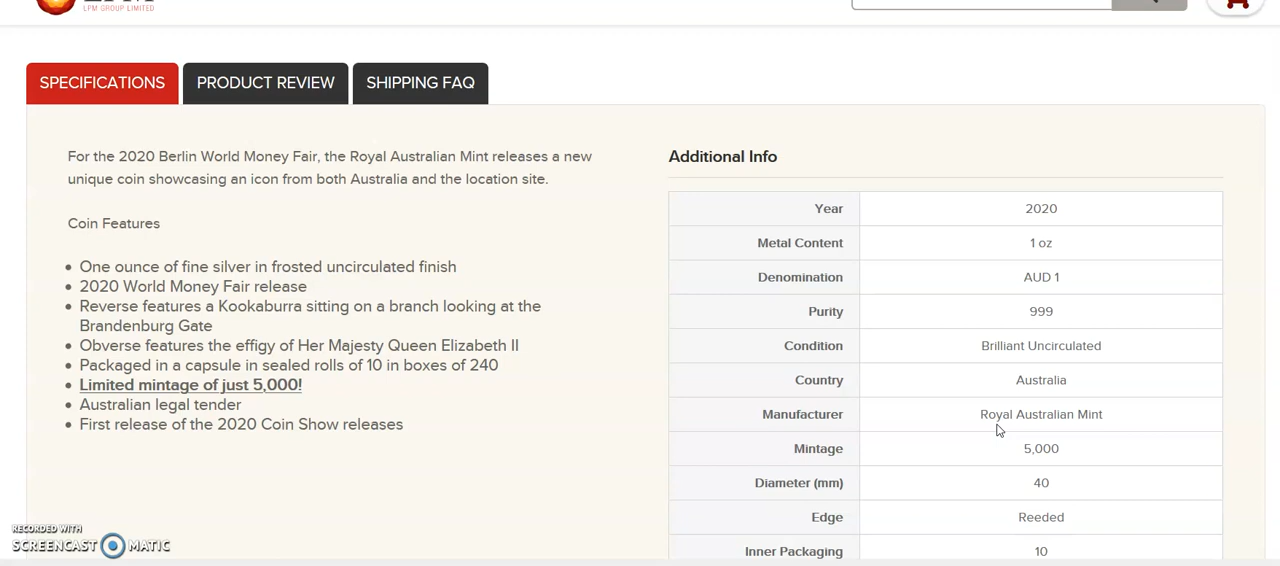 LPM GROUP LIMITED
SPECIFICATIONS
PRODUCT REVIEW
SHIPPING FAQ
For the 2020 Berlin World Money Fair, the Royal Australian Mint releases a new
unique coin showcasing an icon from both Australia and the location site.
Coin Features
One ounce of fine silver in frosted uncirculated finish
2020 World Money Fair release
Reverse features a Kookaburra sitting on a branch looking at the
Brandenburg Gate
Obverse features the effigy of Her Majesty Queen Elizabeth II
Packaged in a capsule in sealed rolls of 10 in boxes of 240
Limited mintage of just 5,000!
Australian legal tender
First release of the 2020 Coin Show releases
Additional Info
Year 2020
Metal Content 1 oz
Denomination AUD 1
Purity 999
Condition Brilliant Uncirculated
Country Australia
Manufacturer Royal Australian Mint
Mintage 5,000
Diameter (mm) 40
Edge Reeded
Inner Packaging 10
RECORDED WITH
SCREENCAST MATIC